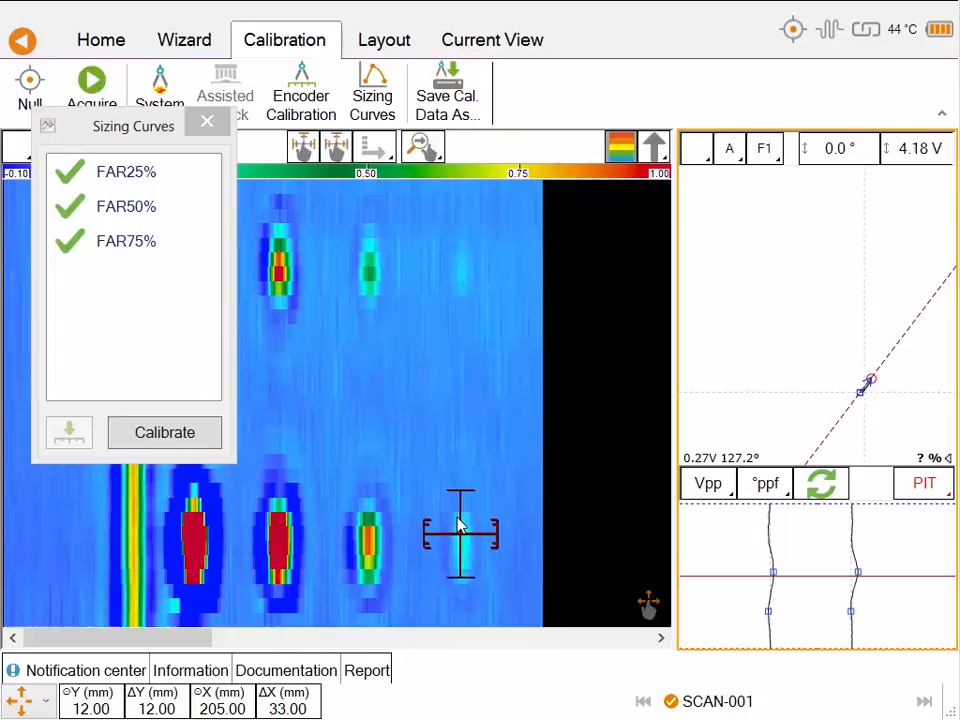 Home Wizard Calibration Layout Current View 44 °C
Null Acquire System Assisted Encoder Calibration Sizing Curves Save Cal. Data As...
Sizing Curves
-0.10 0.50 0.75 1.00
A F1 0.0 ° 4.18 V
FAR25%
FAR50%
FAR75%
Calibrate
0.27V 127.2° ? %
Vpp °ppf PIT
Notification center Information Documentation Report
Y (mm) ΔY (mm) X (mm) ΔX (mm)
12.00 12.00 205.00 33.00
SCAN-001